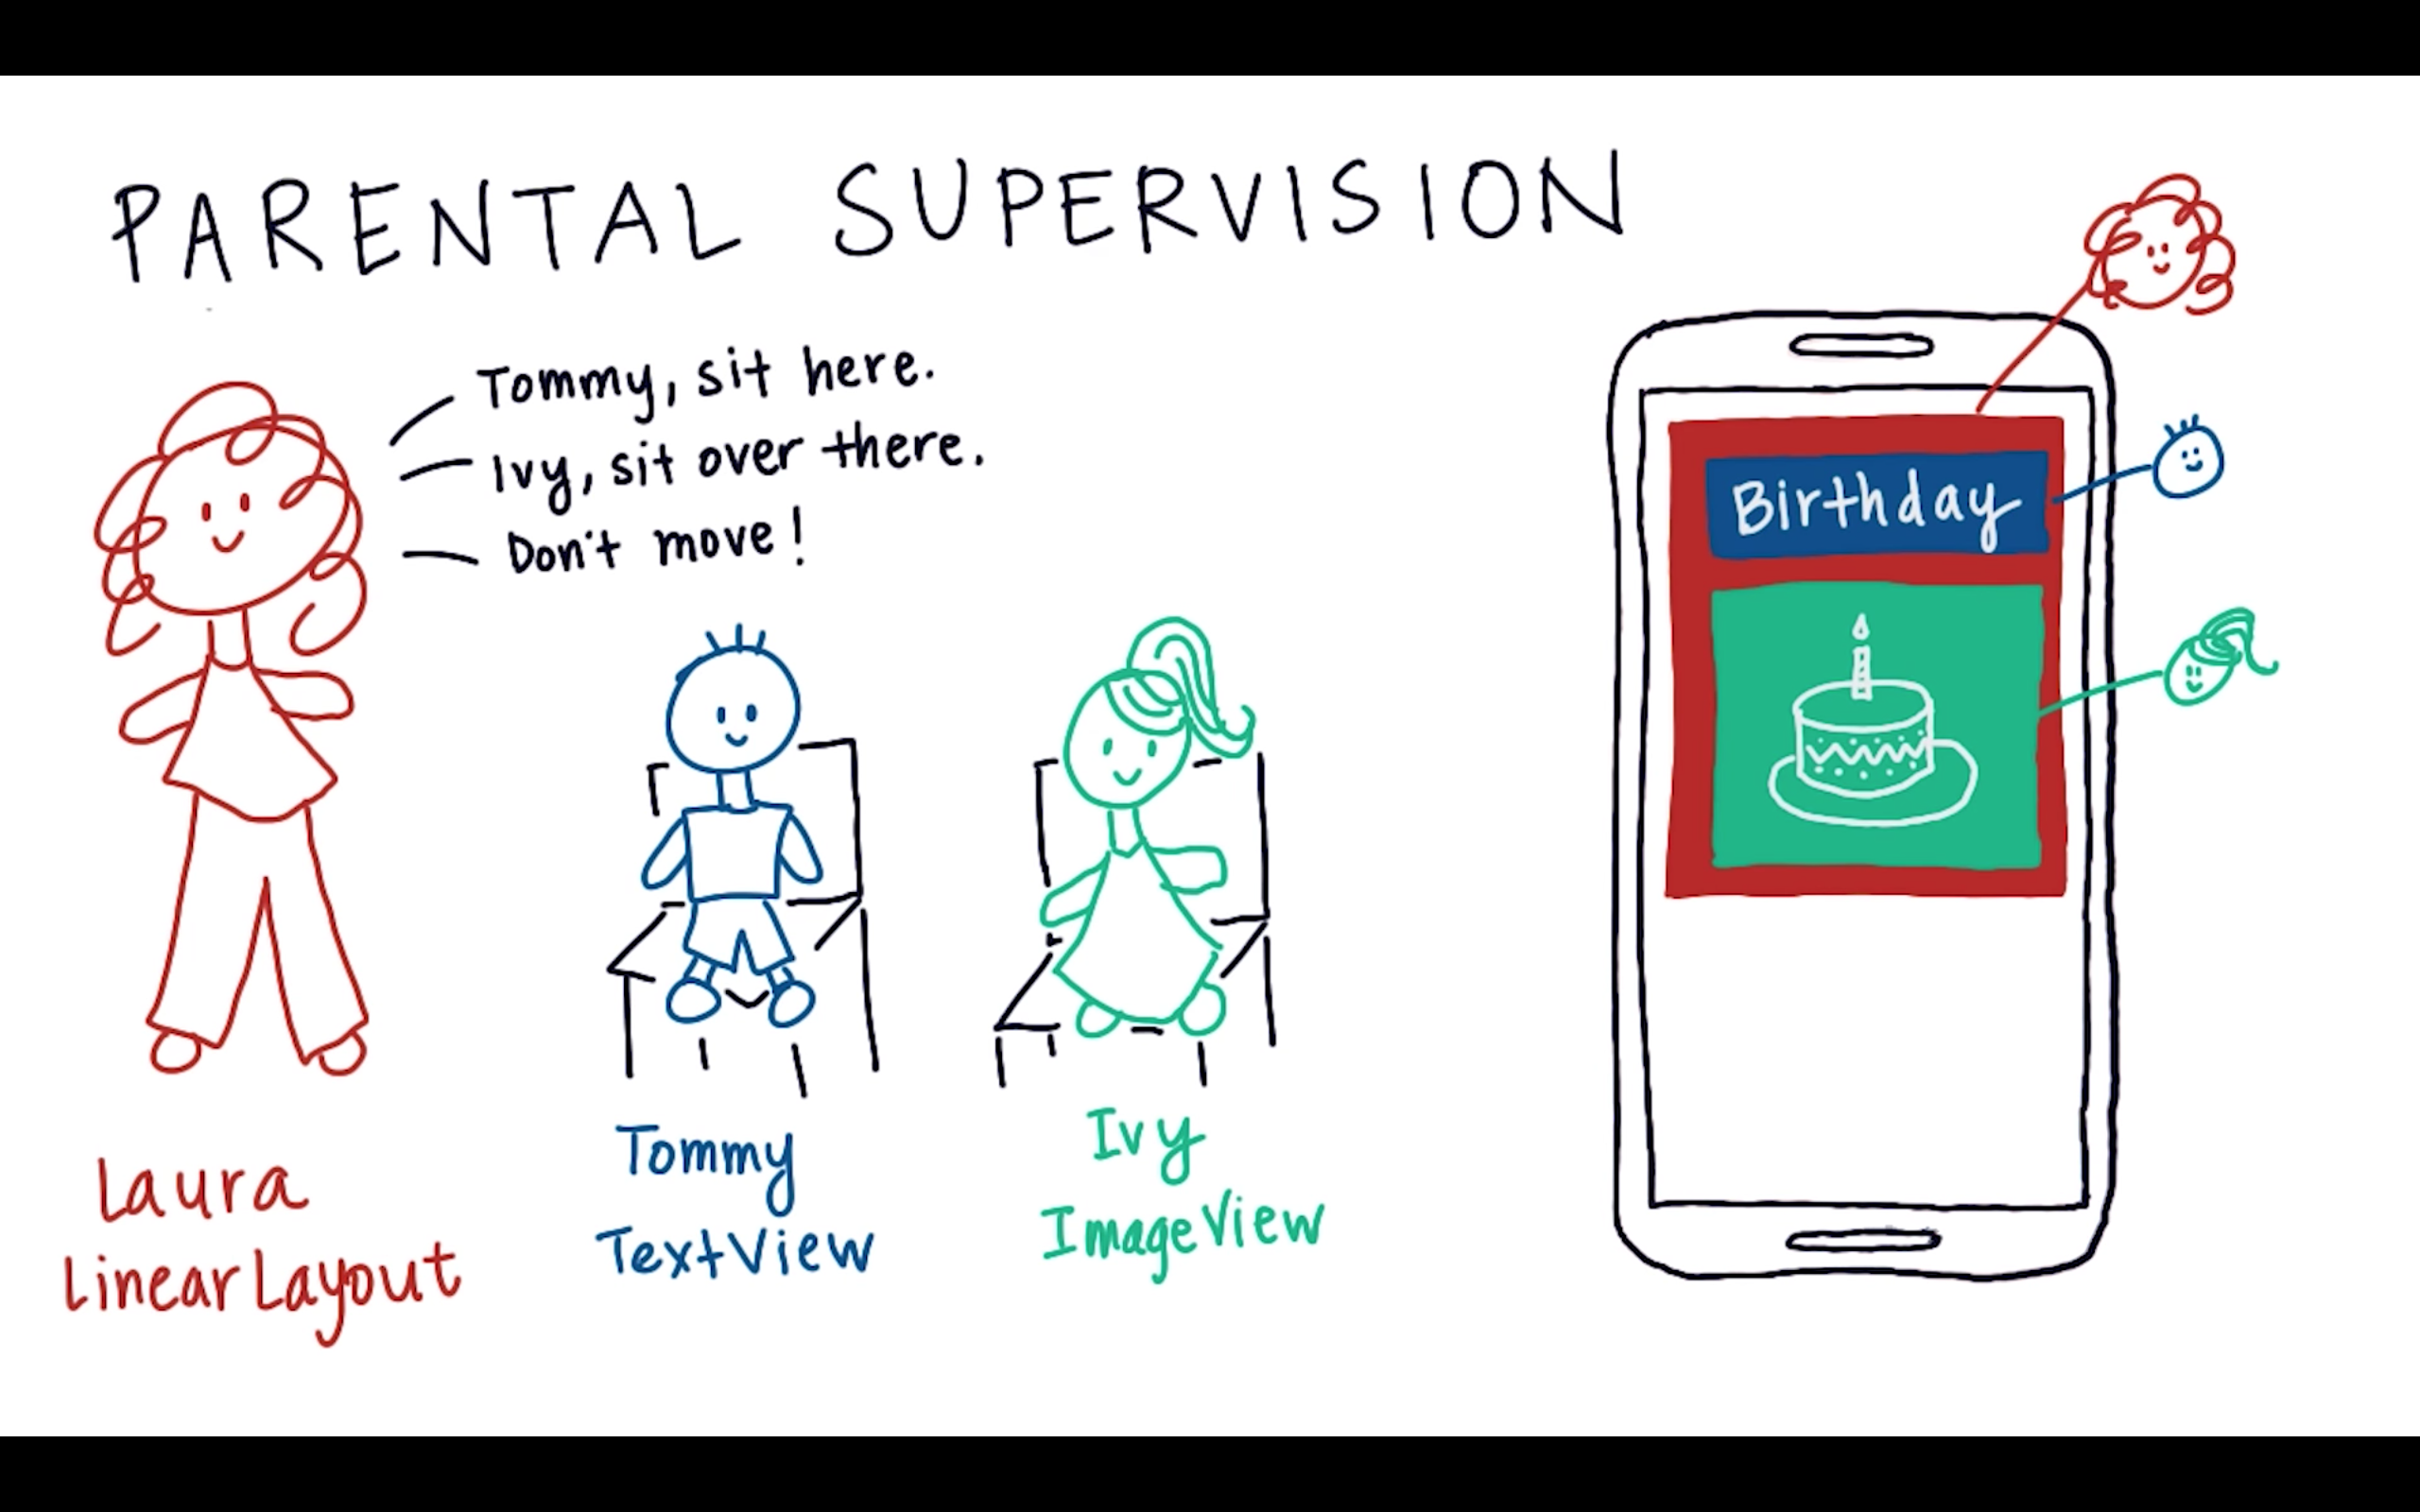 PARENTAL SUPERVISION
Tommy, sit here.
Ivy, sit over there.
Don't move!
Birthday
Laura
LinearLayout
Tommy
TextView
Ivy
ImageView